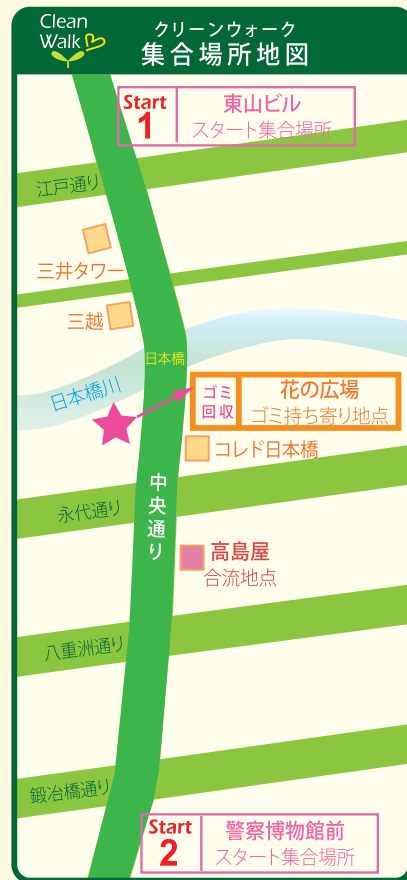 Clean
Walk
クリーンウォーク
集合場所地図
Start
1
東山ビル
スタート集合場所
江戸通り
三井タワー
三越
日本橋
日本橋川
ゴミ
回収
花の広場
ゴミ持ち寄り地点
コレド日本橋
中央通り
永代通り
高島屋
合流地点
八重洲通り
鍛冶橋通り
Start
2
警察博物館前
スタート集合場所